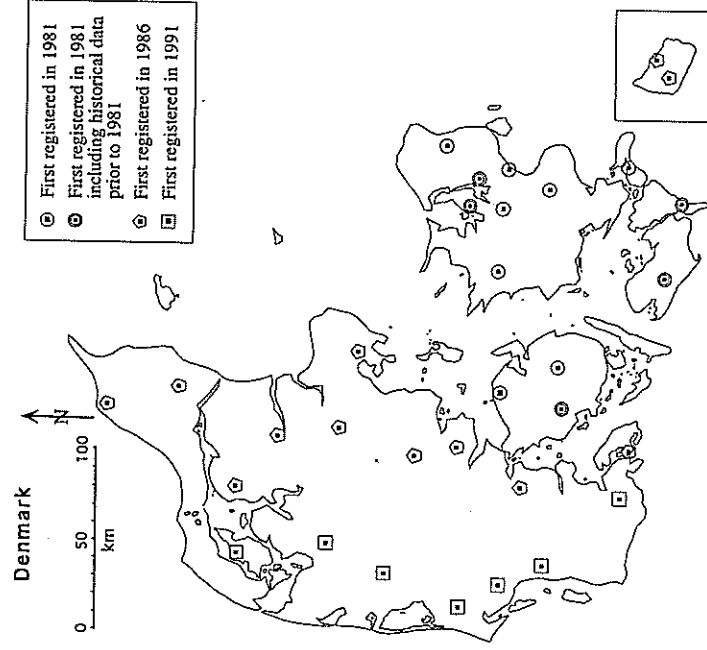 Denmark
0 50 100
km
N
First registered in 1981
First registered in 1981
including historical data
prior to 1981
First registered in 1986
First registered in 1991